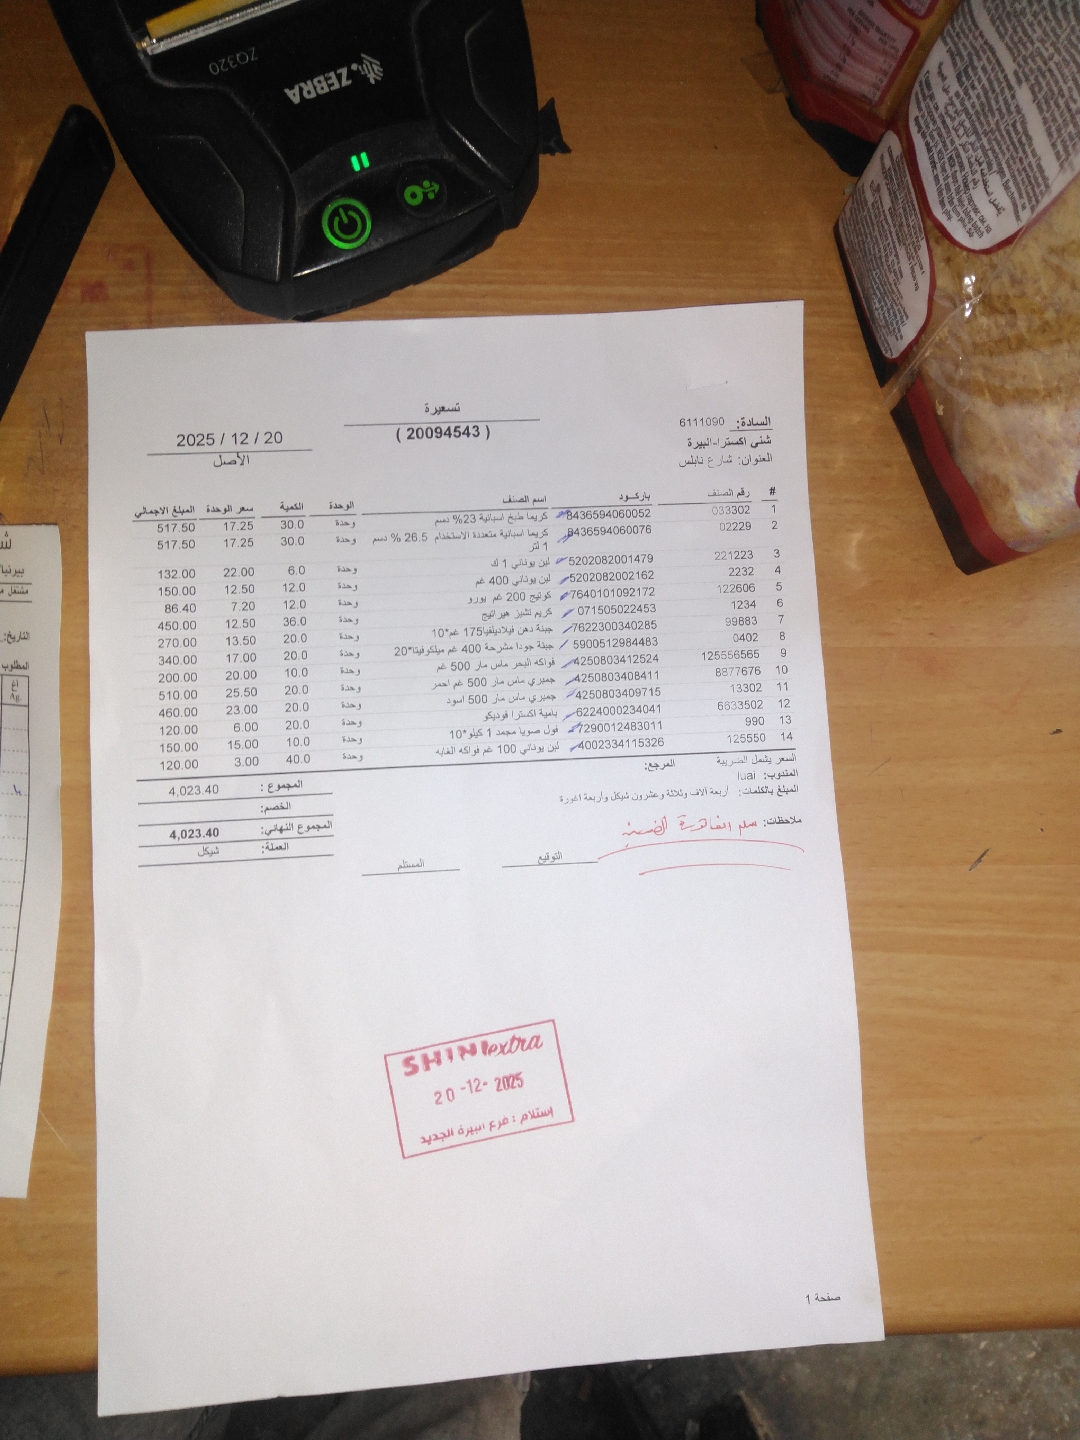 ZQ320
ZEBRA
تسعيرة
( 20094543 )
2025 / 12 / 20
الأصل
السادة: 6111090
شني اكسترا-البيرة
العنوان: شارع نابلس
# رقم الصنف باركود اسم الصنف الوحدة الكمية سعر الوحدة المبلغ الاجمالي
1 033302 8436594060052 كريما طبخ اسبانية 23% دسم وحدة 30.0 17.25 517.50
2 02229 8436594060076 كريما اسبانية متعددة الاستخدام 26.5 % دسم وحدة 30.0 17.25 517.50
1 لتر
3 221223 5202082001479 لبن يوناني 1 ك وحدة 6.0 22.00 132.00
4 2232 5202082002162 لبن يوناني 400 غم وحدة 12.0 12.50 150.00
5 122606 7640101092172 كوتيج 200 غم يورو وحدة 12.0 7.20 86.40
6 1234 071505022453 كريم تشيز هيراتيج وحدة 36.0 12.50 450.00
7 99883 7622300340285 جبنة دهن فيلاديلفيا175 غم*10 وحدة 20.0 13.50 270.00
8 0402 5900512984483 جبنة جودا مشرحة 400 غم ميلكوفيتا*20 وحدة 20.0 17.00 340.00
9 125556565 4250803412524 فواكه البحر ماس مار 500 غم وحدة 10.0 20.00 200.00
10 8877676 4250803408411 جمبري ماس مار 500 غم احمر وحدة 20.0 25.50 510.00
11 13302 4250803409715 جمبري ماس مار 500 اسود وحدة 20.0 23.00 460.00
12 6633502 6224000234041 بامية اكسترا فوديكو وحدة 20.0 6.00 120.00
13 990 7290012483011 فول صويا مجمد 1 كيلو*10 وحدة 10.0 15.00 150.00
14 125550 4002334115326 لبن يوناني 100 غم فواكه الغابه وحدة 40.0 3.00 120.00
السعر يشمل الضريبة المرجع:
المندوب: luai
المبلغ بالكلمات: أربعة آلاف وثلاثة وعشرون شيكل وأربعة اغورة
المجموع : 4,023.40
الخصم:
المجموع النهائي: 4,023.40
العملة: شيكل
ملاحظات: سلم
التوقيع
المستلم
SHINI extra
20-12-2025
إستلام : فرع البيرة الجديد
صفحة 1
التاريخ:
المطلوب
Ag.